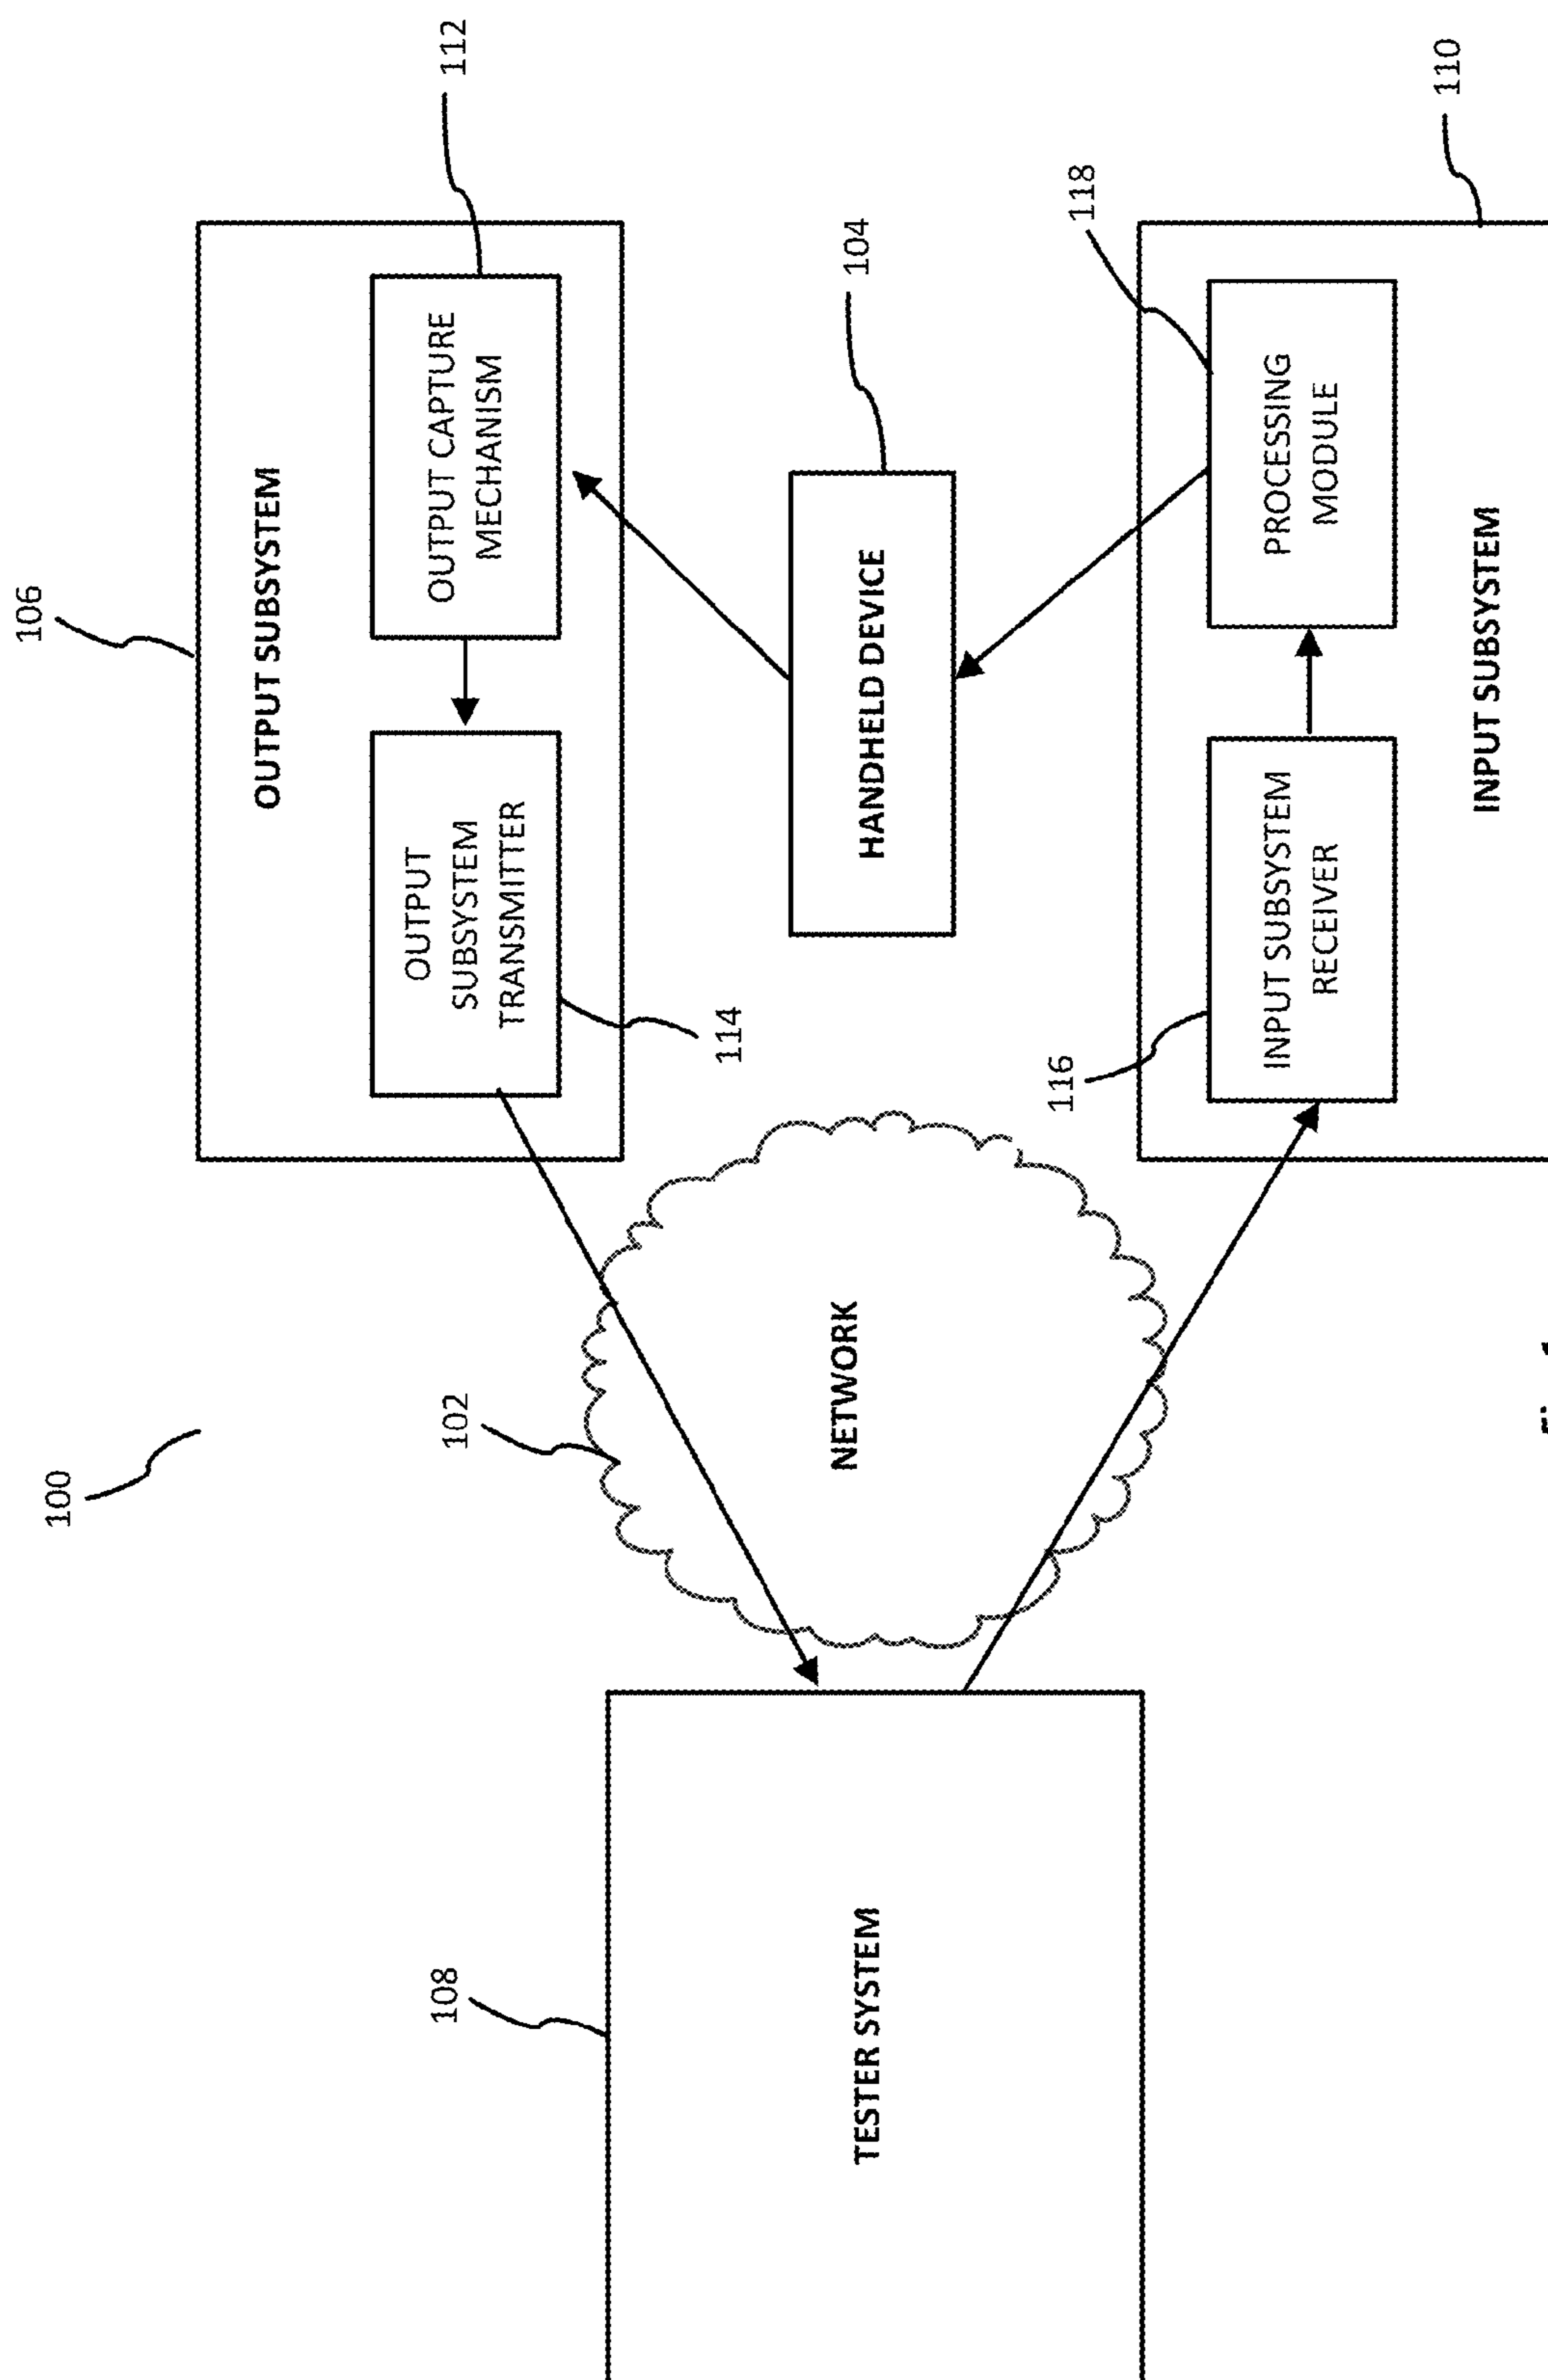 100
106
OUTPUT SUBSYSTEM
108
102
OUTPUT
SUBSYSTEM
TRANSMITTER
OUTPUT CAPTURE
MECHANISM
112
114
TESTER SYSTEM
NETWORK
HANDHELD DEVICE
104
116
118
INPUT SUBSYSTEM
RECEIVER
PROCESSING
MODULE
110
INPUT SUBSYSTEM